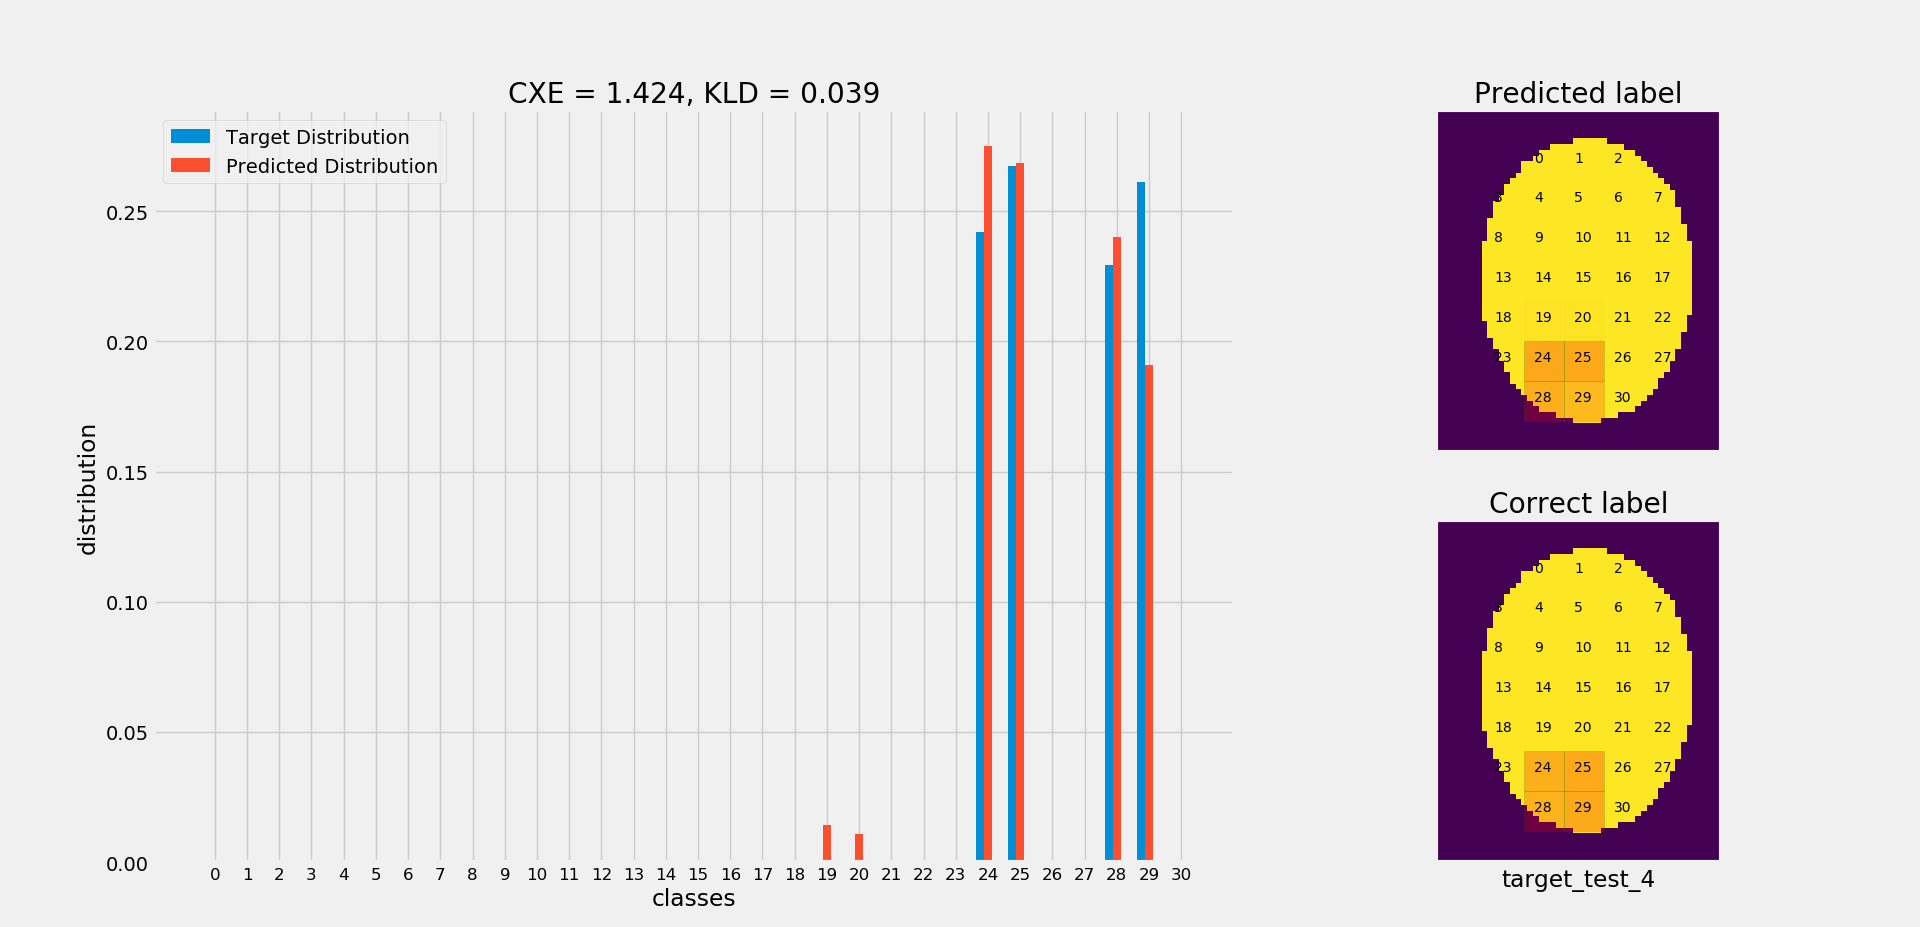 CXE = 1.424, KLD = 0.039
Target Distribution
Predicted Distribution
0.25
0.20
0.15
0.10
0.05
0.00
distribution
0 1 2 3 4 5 6 7 8 9 10 11 12 13 14 15 16 17 18 19 20 21 22 23 24 25 26 27 28 29 30
classes
Predicted label
0 1 2
3 4 5 6 7
8 9 10 11 12
13 14 15 16 17
18 19 20 21 22
23 24 25 26 27
28 29 30
Correct label
0 1 2
3 4 5 6 7
8 9 10 11 12
13 14 15 16 17
18 19 20 21 22
23 24 25 26 27
28 29 30
target_test_4